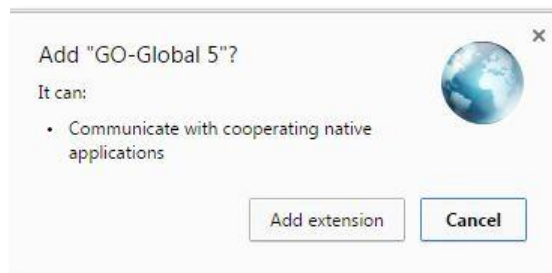 Add "GO-Global 5"?
It can:
• Communicate with cooperating native
applications
Add extension
Cancel